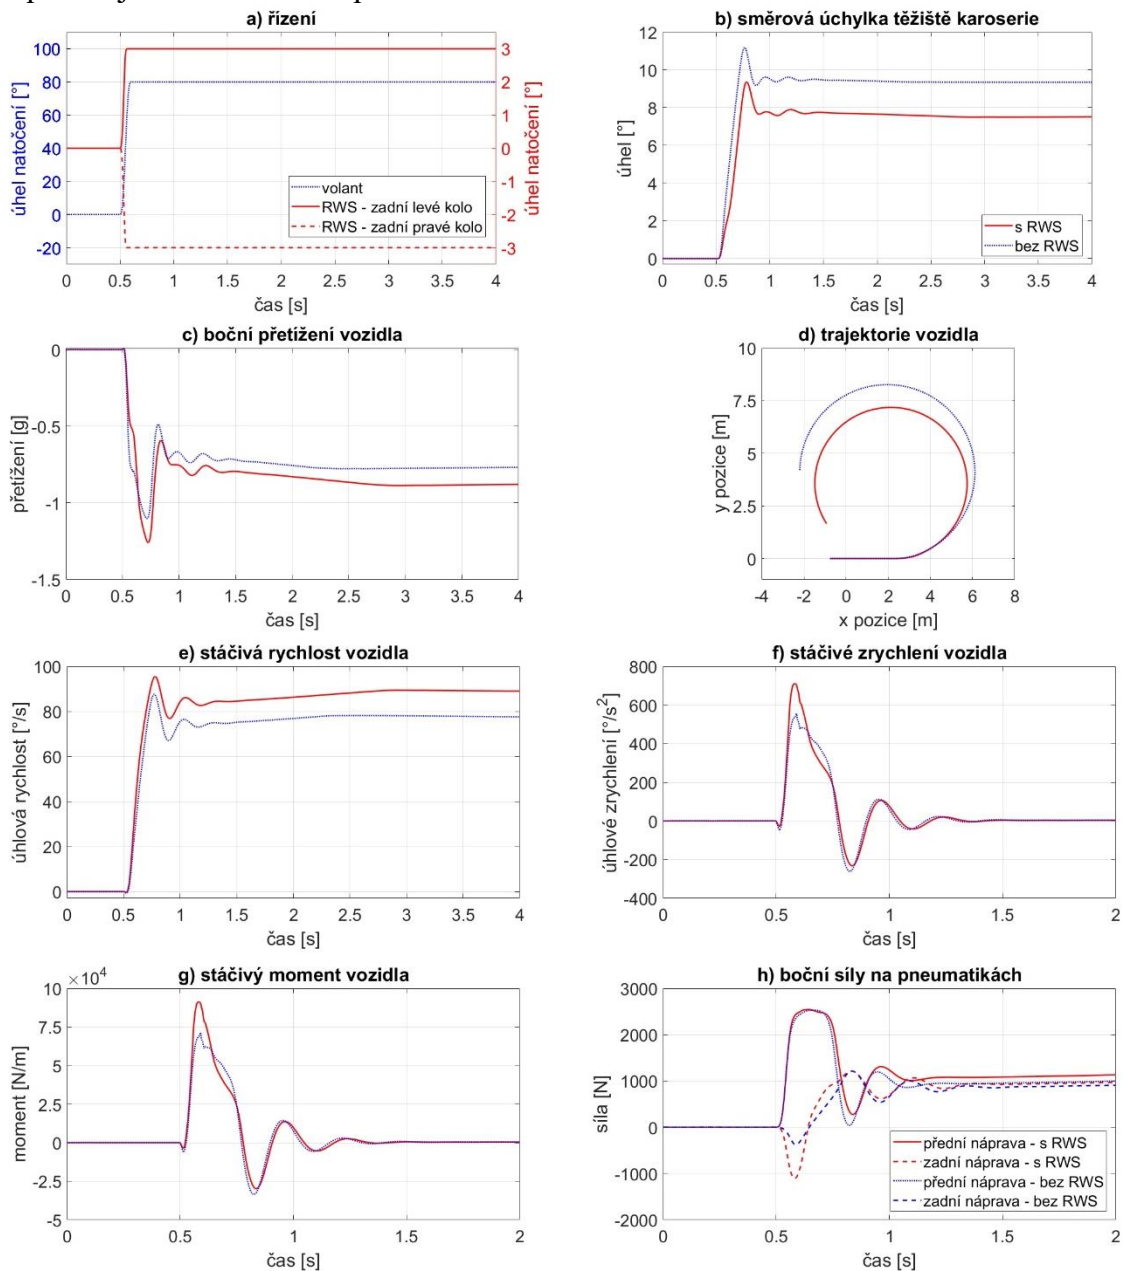 a) řízení
100
80
60
40
20
0
-20
3
2
1
0
-1
-2
-3
úhel natočení [°]
úhel natočení [°]
volant
RWS - zadní levé kolo
RWS - zadní pravé kolo
0 0.5 1 1.5 2 2.5 3 3.5 4
čas [s]
b) směrová úchylka těžiště karoserie
12
10
8
6
4
2
0
úhel [°]
s RWS
bez RWS
0 0.5 1 1.5 2 2.5 3 3.5 4
čas [s]
c) boční přetížení vozidla
0
-0.5
-1
-1.5
přetížení [g]
0 0.5 1 1.5 2 2.5 3 3.5 4
čas [s]
d) trajektorie vozidla
10
7.5
5
2.5
0
y pozice [m]
-4 -2 0 2 4 6 8
x pozice [m]
e) stáčivá rychlost vozidla
100
80
60
40
20
0
úhlová rychlost [°/s]
0 0.5 1 1.5 2 2.5 3 3.5 4
čas [s]
f) stáčivé zrychlení vozidla
800
600
400
200
0
-200
-400
úhlové zrychlení [°/s²]
0 0.5 1 1.5 2
čas [s]
g) stáčivý moment vozidla
×10⁴
10
7.5
5
2.5
0
-2.5
-5
moment [N/m]
0 0.5 1 1.5 2
čas [s]
h) boční síly na pneumatikách
3000
2000
1000
0
-1000
-2000
síla [N]
přední náprava - s RWS
zadní náprava - s RWS
přední náprava - bez RWS
zadní náprava - bez RWS
0 0.5 1 1.5 2
čas [s]